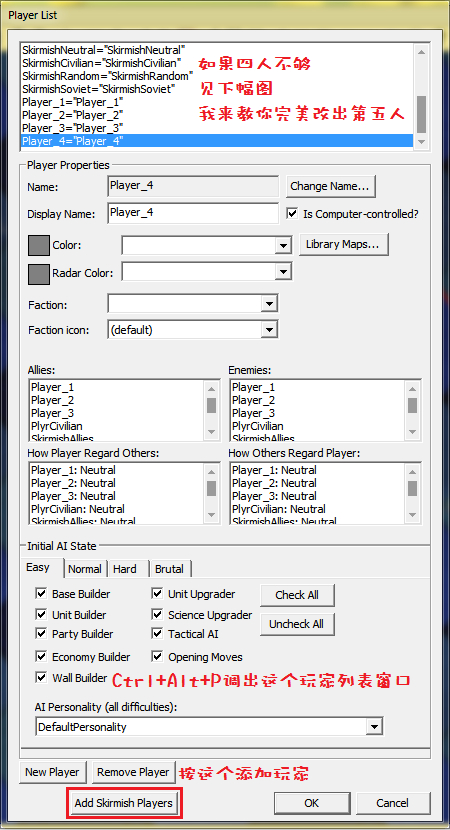 Player List
SkirmishNeutral="SkirmishNeutral"
SkirmishCivilian="SkirmishCivilian"
SkirmishRandom="SkirmishRandom"
SkirmishSoviet="SkirmishSoviet"
Player_1="Player_1"
Player_2="Player_2"
Player_3="Player_3"
Player_4="Player_4"
如果四人不够
见下幅图
我来教你完美改出第五人
Player Properties
Name: Player_4 Change Name...
Display Name: Player_4 Is Computer-controlled?
Color: Library Maps...
Radar Color:
Faction:
Faction icon: (default)
Allies: Enemies:
Player_1 Player_1
Player_2 Player_2
Player_3 Player_3
PlyrCivilian PlyrCivilian
SkirmishAllies SkirmishAllies
How Player Regard Others: How Others Regard Player:
Player_1: Neutral Player_1: Neutral
Player_2: Neutral Player_2: Neutral
Player_3: Neutral Player_3: Neutral
PlyrCivilian: Neutral PlyrCivilian: Neutral
SkirmishAllies: Neutral SkirmishAllies: Neutral
Initial AI State
Easy Normal Hard Brutal
Base Builder Unit Upgrader Check All
Unit Builder Science Upgrader Uncheck All
Party Builder Tactical AI
Economy Builder Opening Moves
Wall Builder Ctrl+Alt+P调出这个玩家列表窗口
AI Personality (all difficulties):
DefaultPersonality
New Player Remove Player 按这个添加玩家
Add Skirmish Players OK Cancel